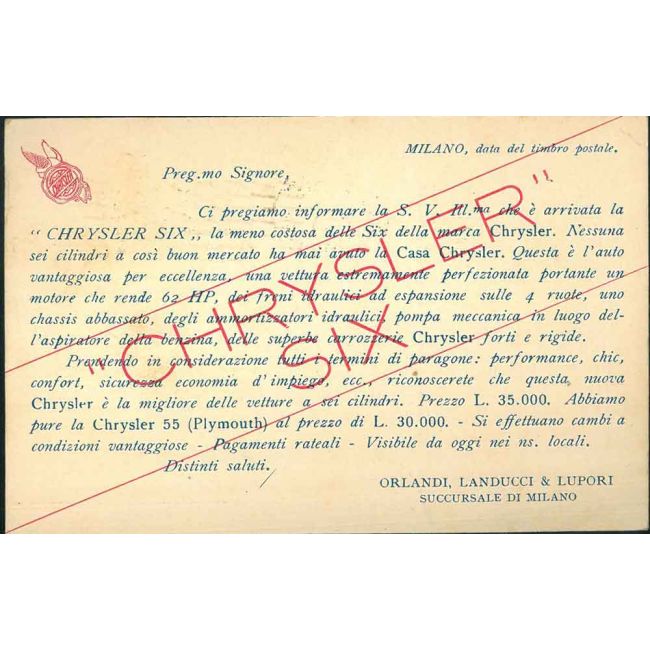 MILANO, data del timbro postale.
Preg.mo Signore,
Ci pregiamo informare la S. V. Ill.ma che è arrivata la
“ CHRYSLER SIX „ la meno costosa delle Six della marca Chrysler. Nessuna
sei cilindri a così buon mercato ha mai avuto la Casa Chrysler. Questa è l'auto
vantaggiosa per eccellenza, una vettura estremamente perfezionata portante un
motore che rende 62 HP, dei freni idraulici ad espansione sulle 4 ruote, uno
chassis abbassato, degli ammortizzatori idraulici, pompa meccanica in luogo del-
l'aspiratore della benzina, delle superbe carrozzerie Chrysler forti e rigide.
Prendendo in considerazione tutti i termini di paragone: performance, chic,
confort, sicurezza economia d'impiego, ecc., riconoscerete che questa nuova
Chrysler è la migliore delle vetture a sei cilindri. Prezzo L. 35.000. Abbiamo
pure la Chrysler 55 (Plymouth) al prezzo di L. 30.000. - Si effettuano cambi a
condizioni vantaggiose - Pagamenti rateali - Visibile da oggi nei ns. locali.
Distinti saluti.
ORLANDI, LANDUCCI & LUPORI
SUCCURSALE DI MILANO
"CHRYSLER"
SIX